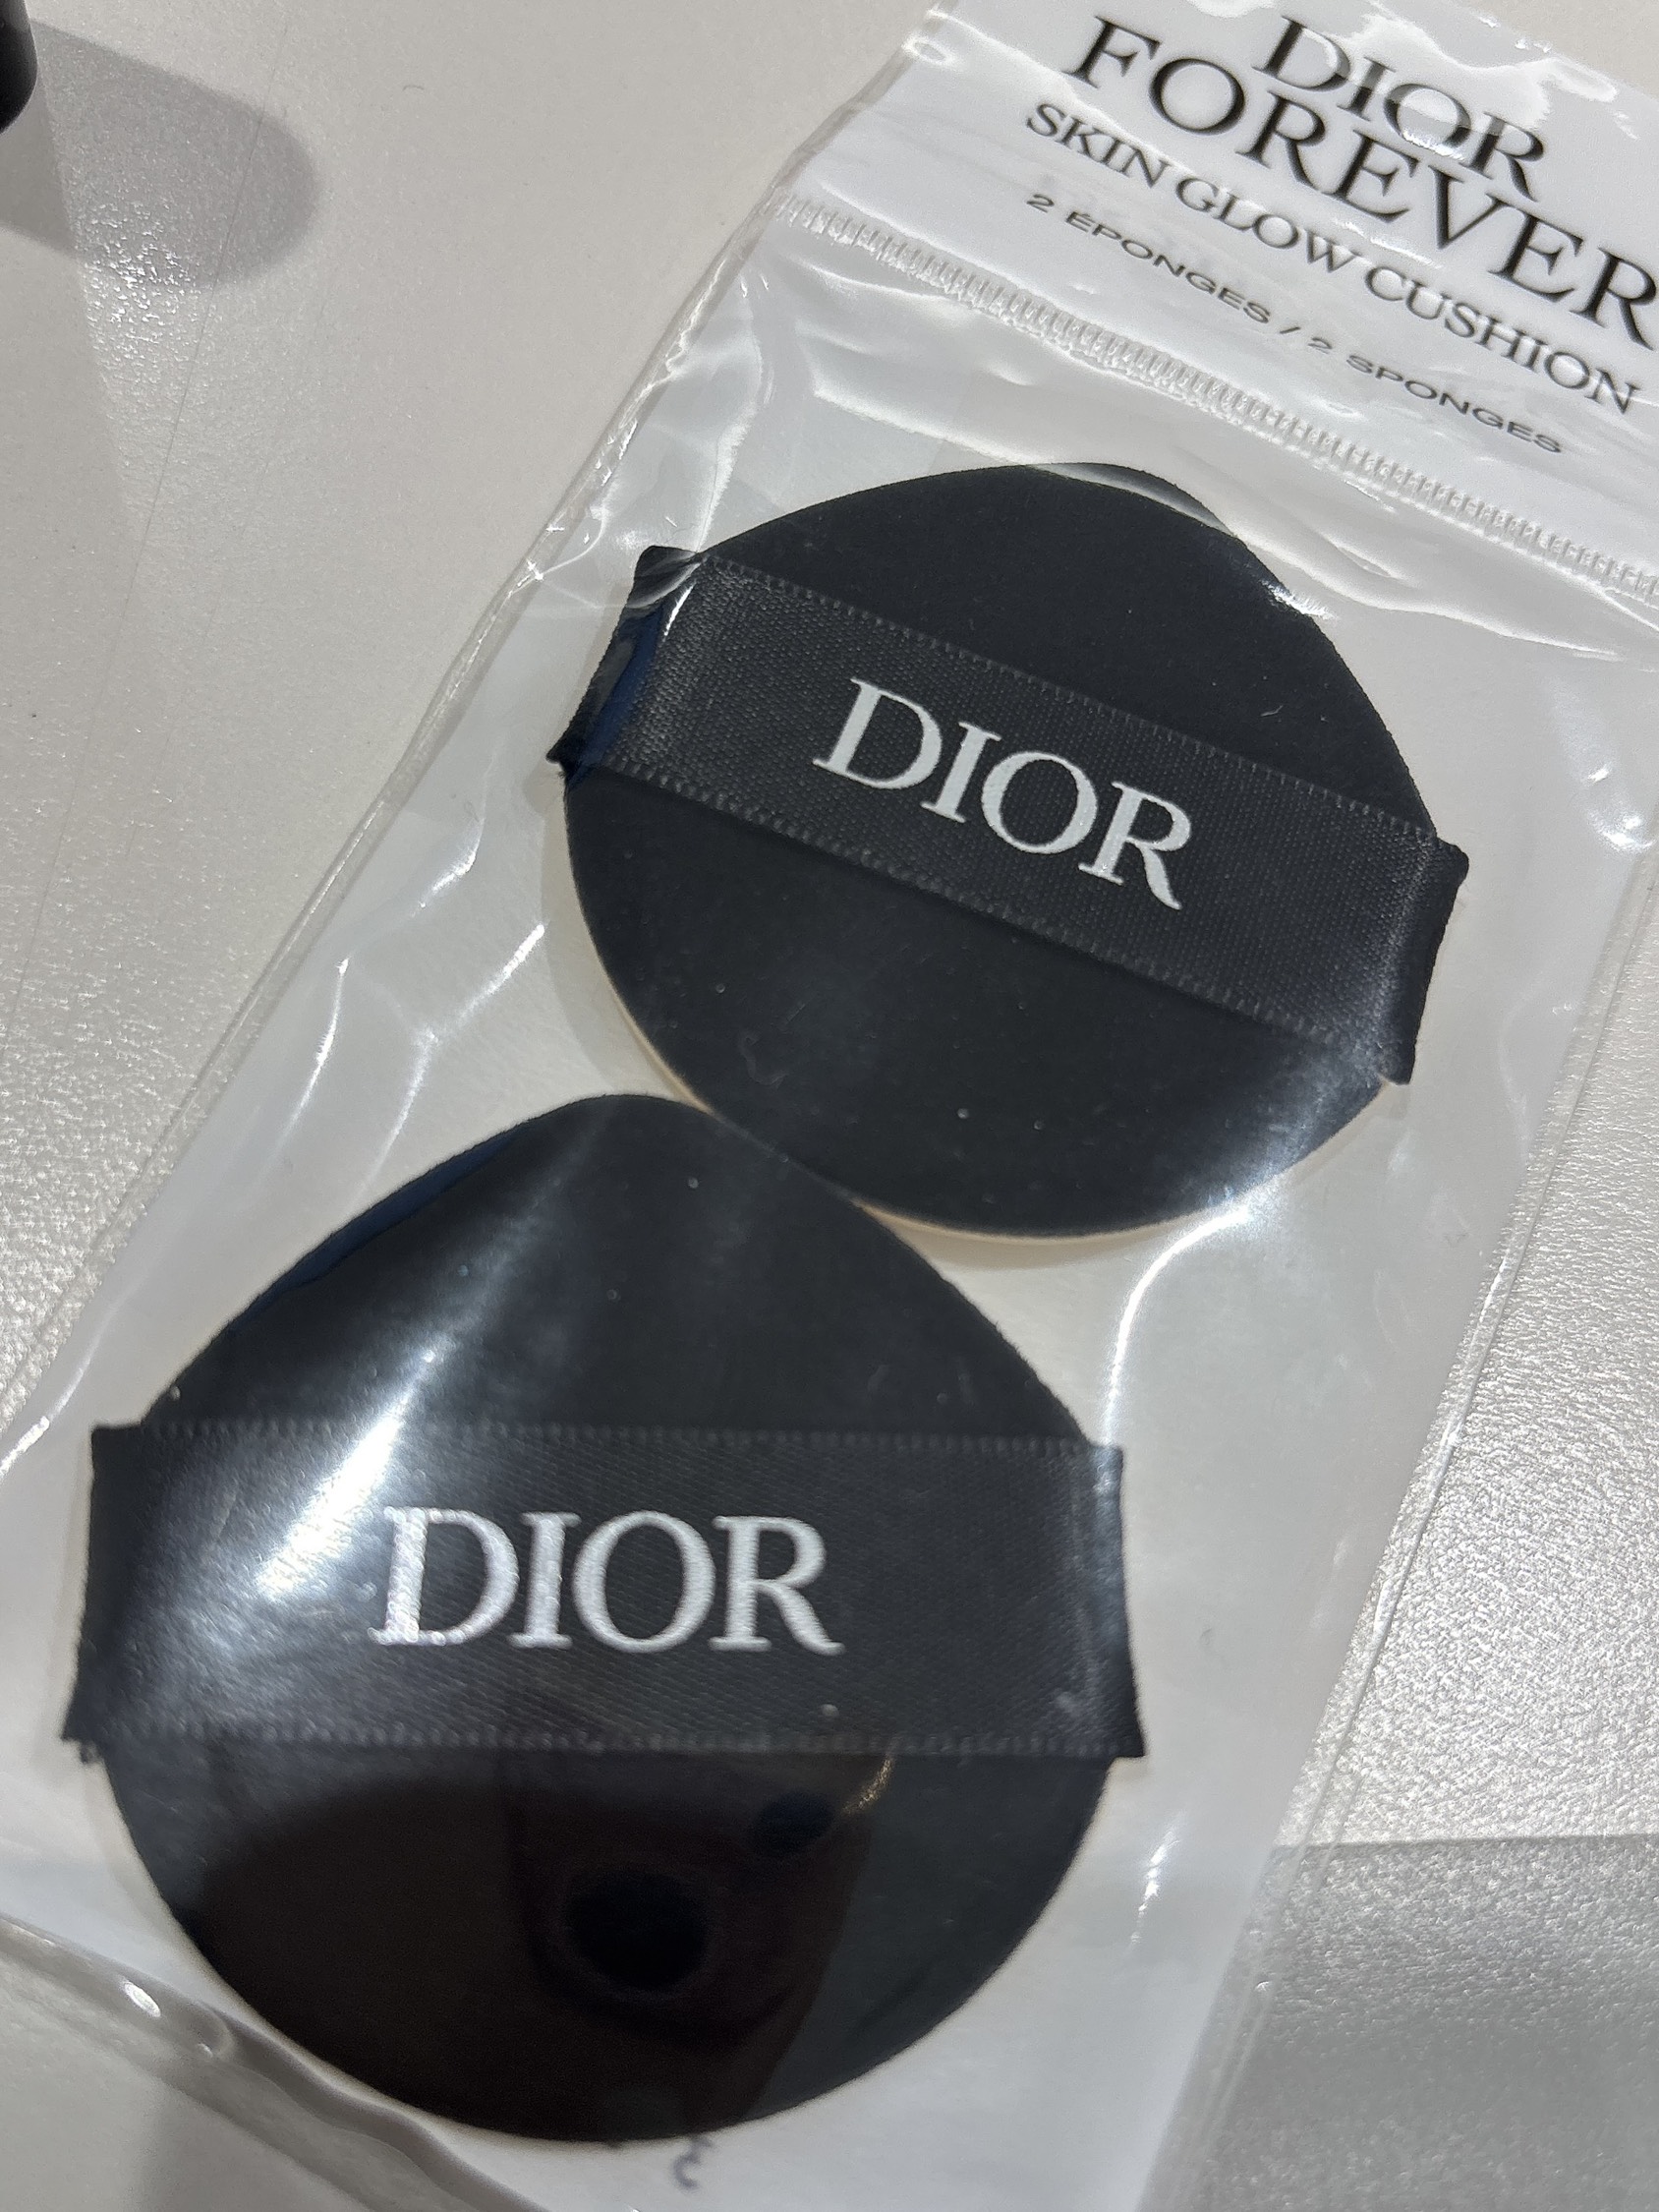 DIOR
FOREVER
SKIN GLOW CUSHION
2 ÉPONGES / 2 SPONGES
DIOR
DIOR